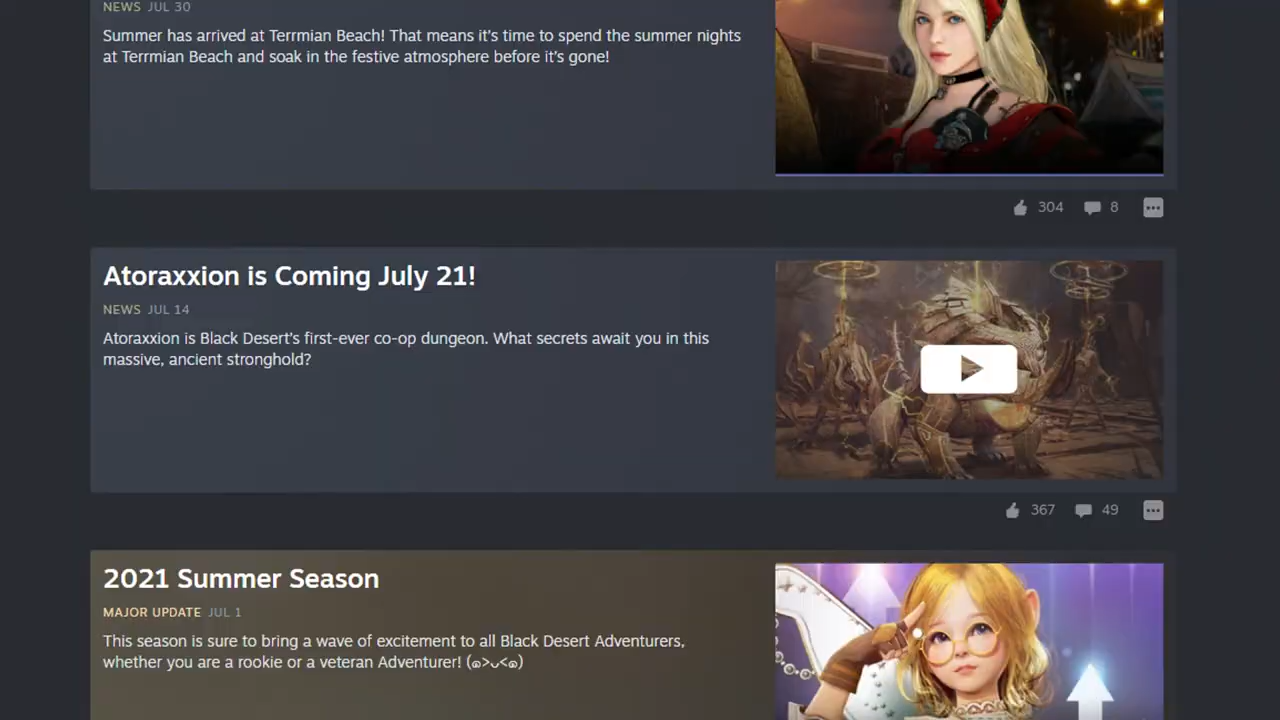 NEWS JUL 30
Summer has arrived at Terrmian Beach! That means it's time to spend the summer nights
at Terrmian Beach and soak in the festive atmosphere before it's gone!
304 8
Atoraxxion is Coming July 21!
NEWS JUL 14
Atoraxxion is Black Desert's first-ever co-op dungeon. What secrets await you in this
massive, ancient stronghold?
367 49
2021 Summer Season
MAJOR UPDATE JUL 1
This season is sure to bring a wave of excitement to all Black Desert Adventurers,
whether you are a rookie or a veteran Adventurer! (๑>ᴗ<๑)